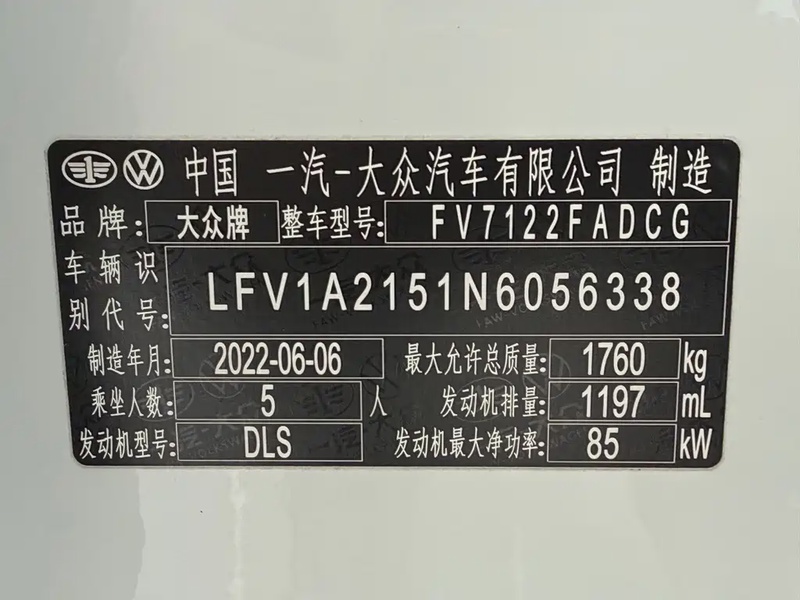 中国 一汽-大众汽车有限公司 制造
品牌: 大众牌 整车型号: FV7122FADCG
车辆识别代号: LFV1A2151N6056338
制造年月: 2022-06-06 最大允许总质量: 1760 kg
乘坐人数: 5 人 发动机排量: 1197 mL
发动机型号: DLS 发动机最大净功率: 85 kW